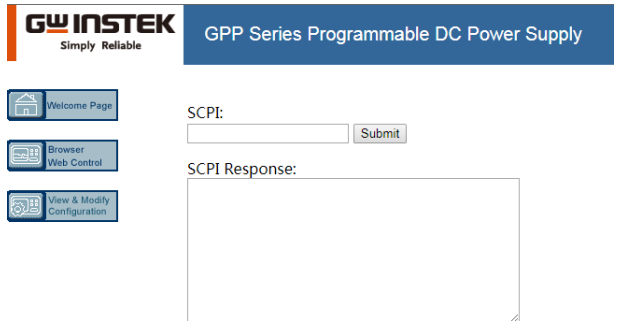 GWINSTEK
Simply Reliable
GPP Series Programmable DC Power Supply
Welcome Page
Browser
Web Control
View & Modify
Configuration
SCPI:
Submit
SCPI Response: